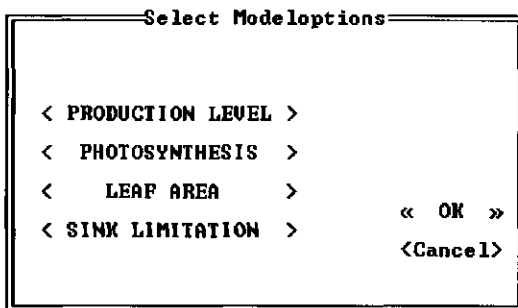 Select Modeloptions
< PRODUCTION LEVEL >
< PHOTOSYNTHESIS >
< LEAF AREA >
< SINK LIMITATION >
« OK »
<Cancel>